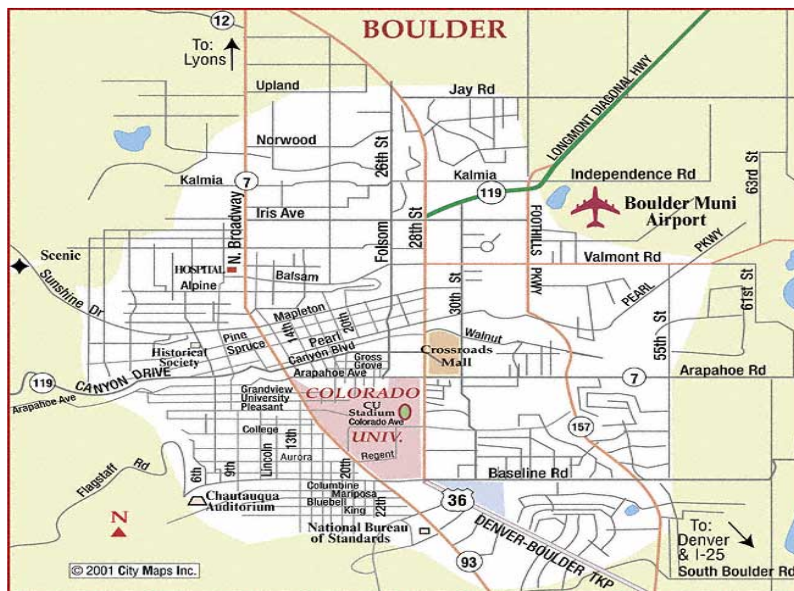 BOULDER
12
To:
Lyons
Upland
Jay Rd
LONGMONT DIAGONAL HWY
Norwood
26th St
Kalmia
7
Kalmia
Independence Rd
63rd St
119
Iris Ave
N. Broadway
Folsom
28th St
FOOTHILLS
PKWY
Boulder Muni
Airport
Scenic
HOSPITAL
Alpine
Balsam
Valmont Rd
PKWY
PEARL
Sunshine Dr
30th St
61st St
Mapleton
14th
Pearl
20th
Pine
Spruce
Canyon Blvd
Walnut
55th St
Historical
Society
Gross
Grove
Crossroads
Mall
Arapahoe Ave
119
CANYON DRIVE
Arapahoe Ave
7
Arapahoe Rd
Grandview
University
Pleasant
COLORADO
CU
Stadium
Colorado Ave
UNIV.
College
13th
157
Lincoln
Aurora
Regent
20th
6th
9th
Baseline Rd
Flagstaff Rd
Columbine
Mariposa
Bluebell
King
22th
36
Chautauqua
Auditorium
N
National Bureau
of Standards
DENVER-BOULDER TKP
To:
Denver
& I-25
93
South Boulder Rd
© 2001 City Maps Inc.